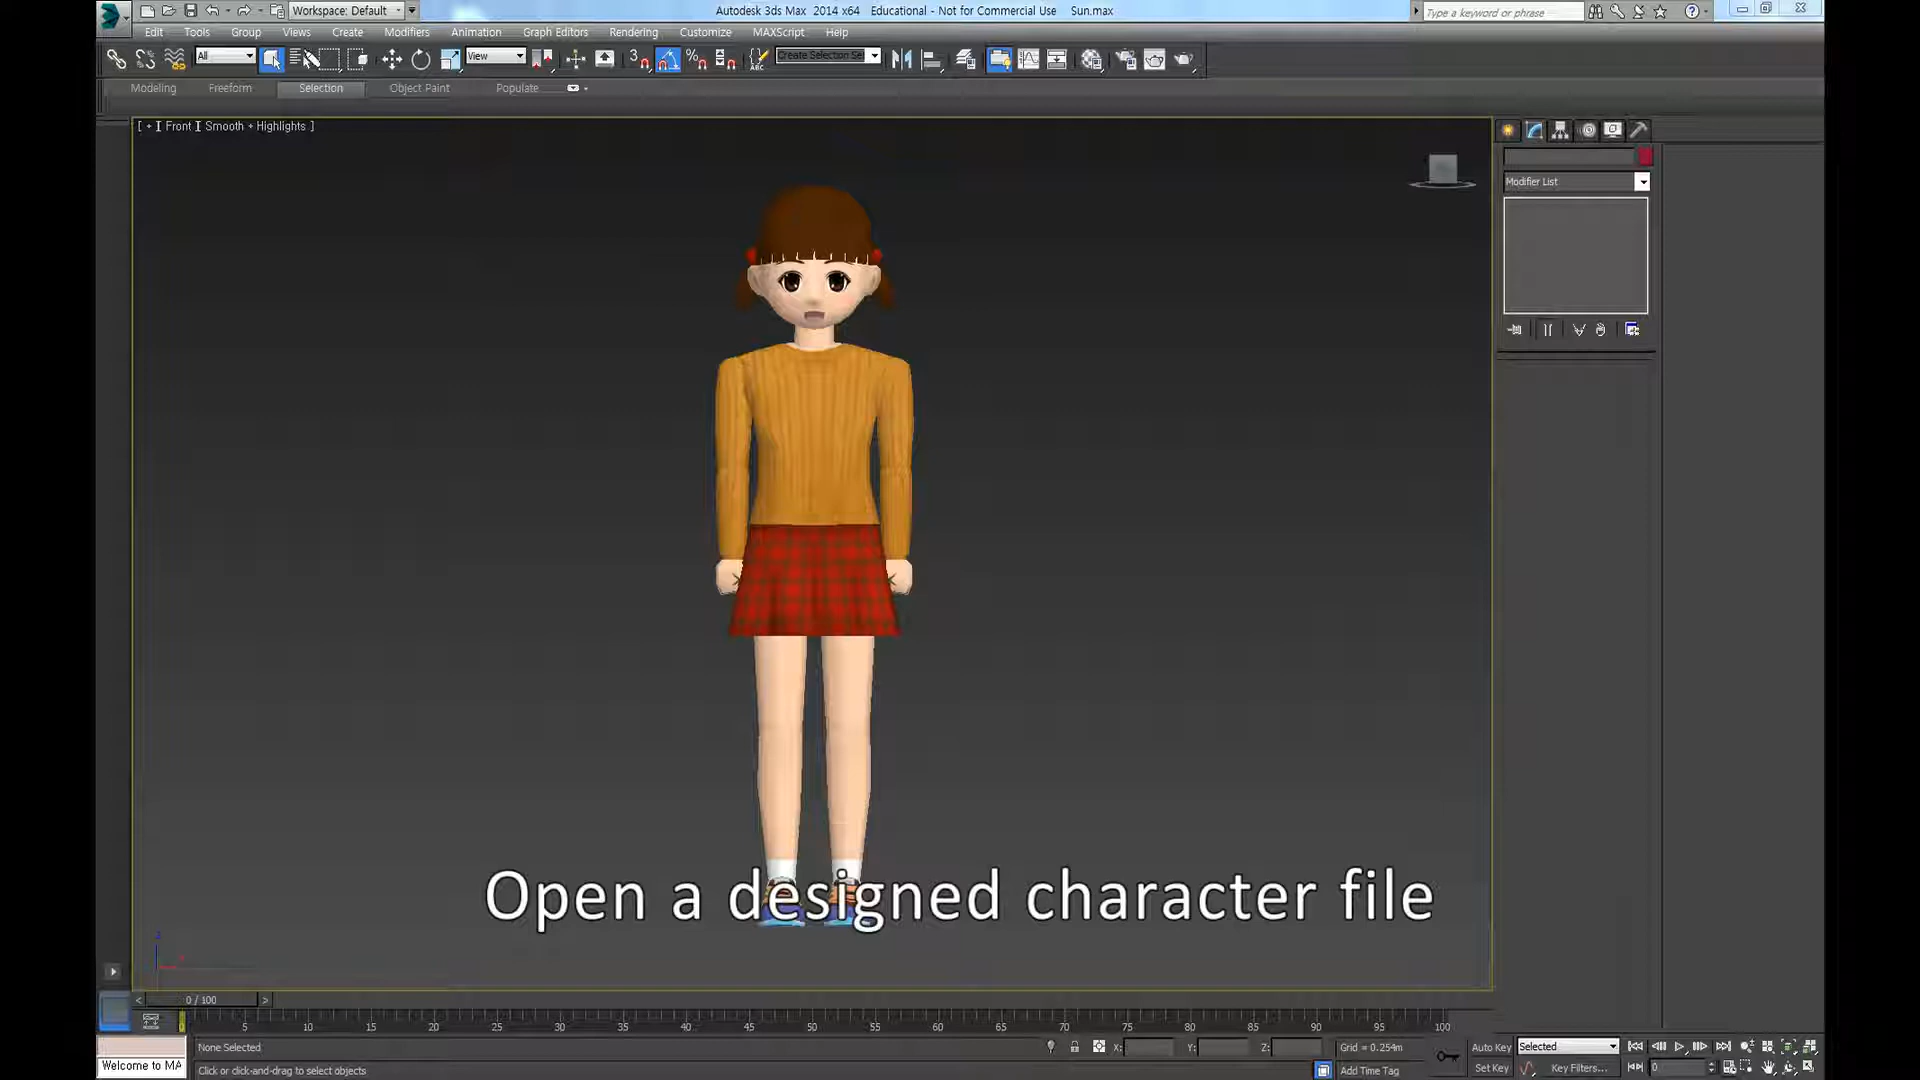 Workspace: Default
Autodesk 3ds Max 2014 x64 Educational - Not for Commercial Use Sun.max
Type a keyword or phrase
Edit Tools Group Views Create Modifiers Animation Graph Editors Rendering Customize MAXScript Help
All
View
Create Selection Set
Modeling Freeform Selection Object Paint Populate
[ + ] Front ] Smooth + Highlights ]
Modifier List
Open a designed character file
0 / 100
0 5 10 15 20 25 30 35 40 45 50 55 60 65 70 75 80 85 90 95 100
None Selected
X: Y: Z: Grid = 0.254m
Auto Key Selected
Welcome to MA
Click or click-and-drag to select objects
Add Time Tag
Set Key Key Filters... 0